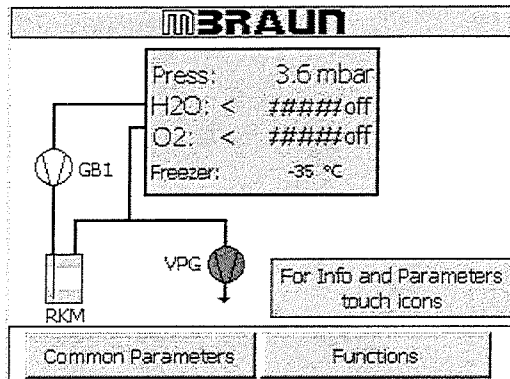 MBRAUN
Press: 3.6 mbar
H2O: < ##### off
O2: < ##### off
Freezer: -35 °C
GB1
VPG
For Info and Parameters
touch icons
RKM
Common Parameters
Functions